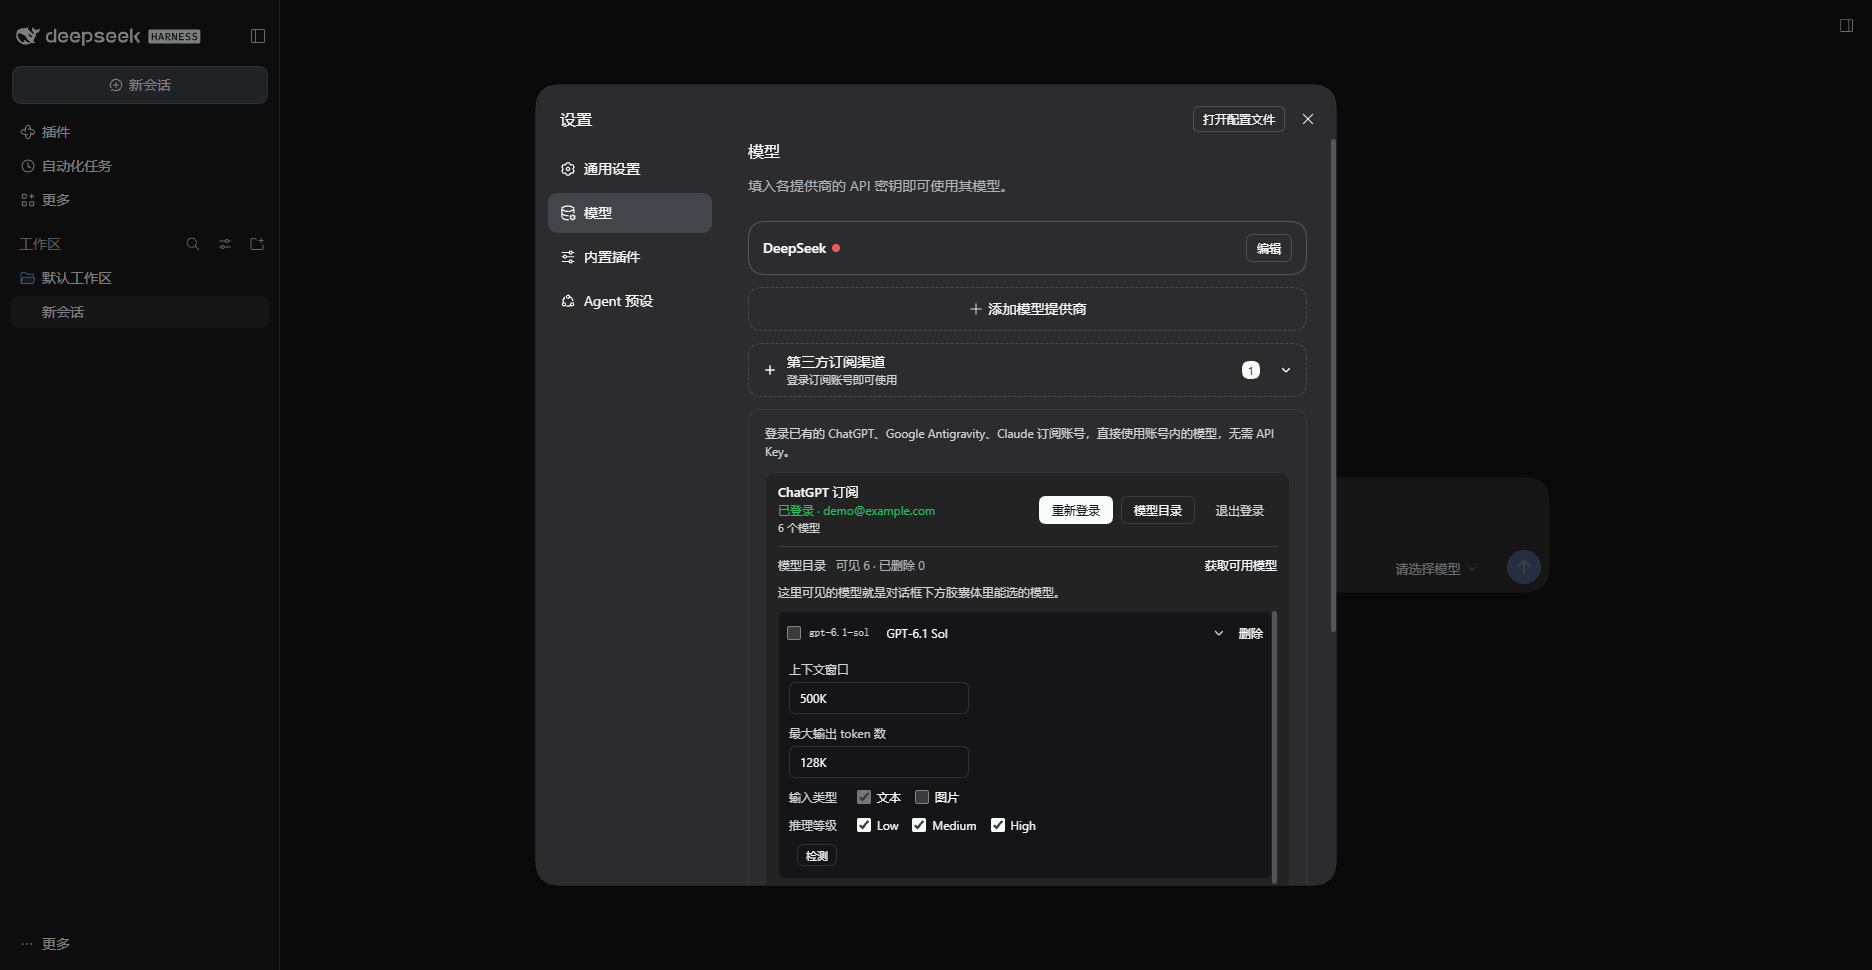 deepseek HARNESS
新会话
插件
自动化任务
更多
工作区
默认工作区
新会话
更多
设置
打开配置文件
通用设置
模型
内置插件
Agent 预设
模型
填入各提供商的 API 密钥即可使用其模型。
DeepSeek
编辑
添加模型提供商
第三方订阅渠道
登录订阅账号即可使用
1
登录已有的 ChatGPT、Google Antigravity、Claude 订阅账号，直接使用账号内的模型，无需 API
Key。
ChatGPT 订阅
已登录 · demo@example.com
6 个模型
重新登录
模型目录
退出登录
模型目录 可见 6 · 已删除 0
获取可用模型
这里可见的模型就是对话框下方胶囊体里能选的模型。
gpt-6.1-sol GPT-6.1 Sol
删除
上下文窗口
500K
最大输出 token 数
128K
输入类型 文本 图片
推理等级 Low Medium High
检测
请选择模型